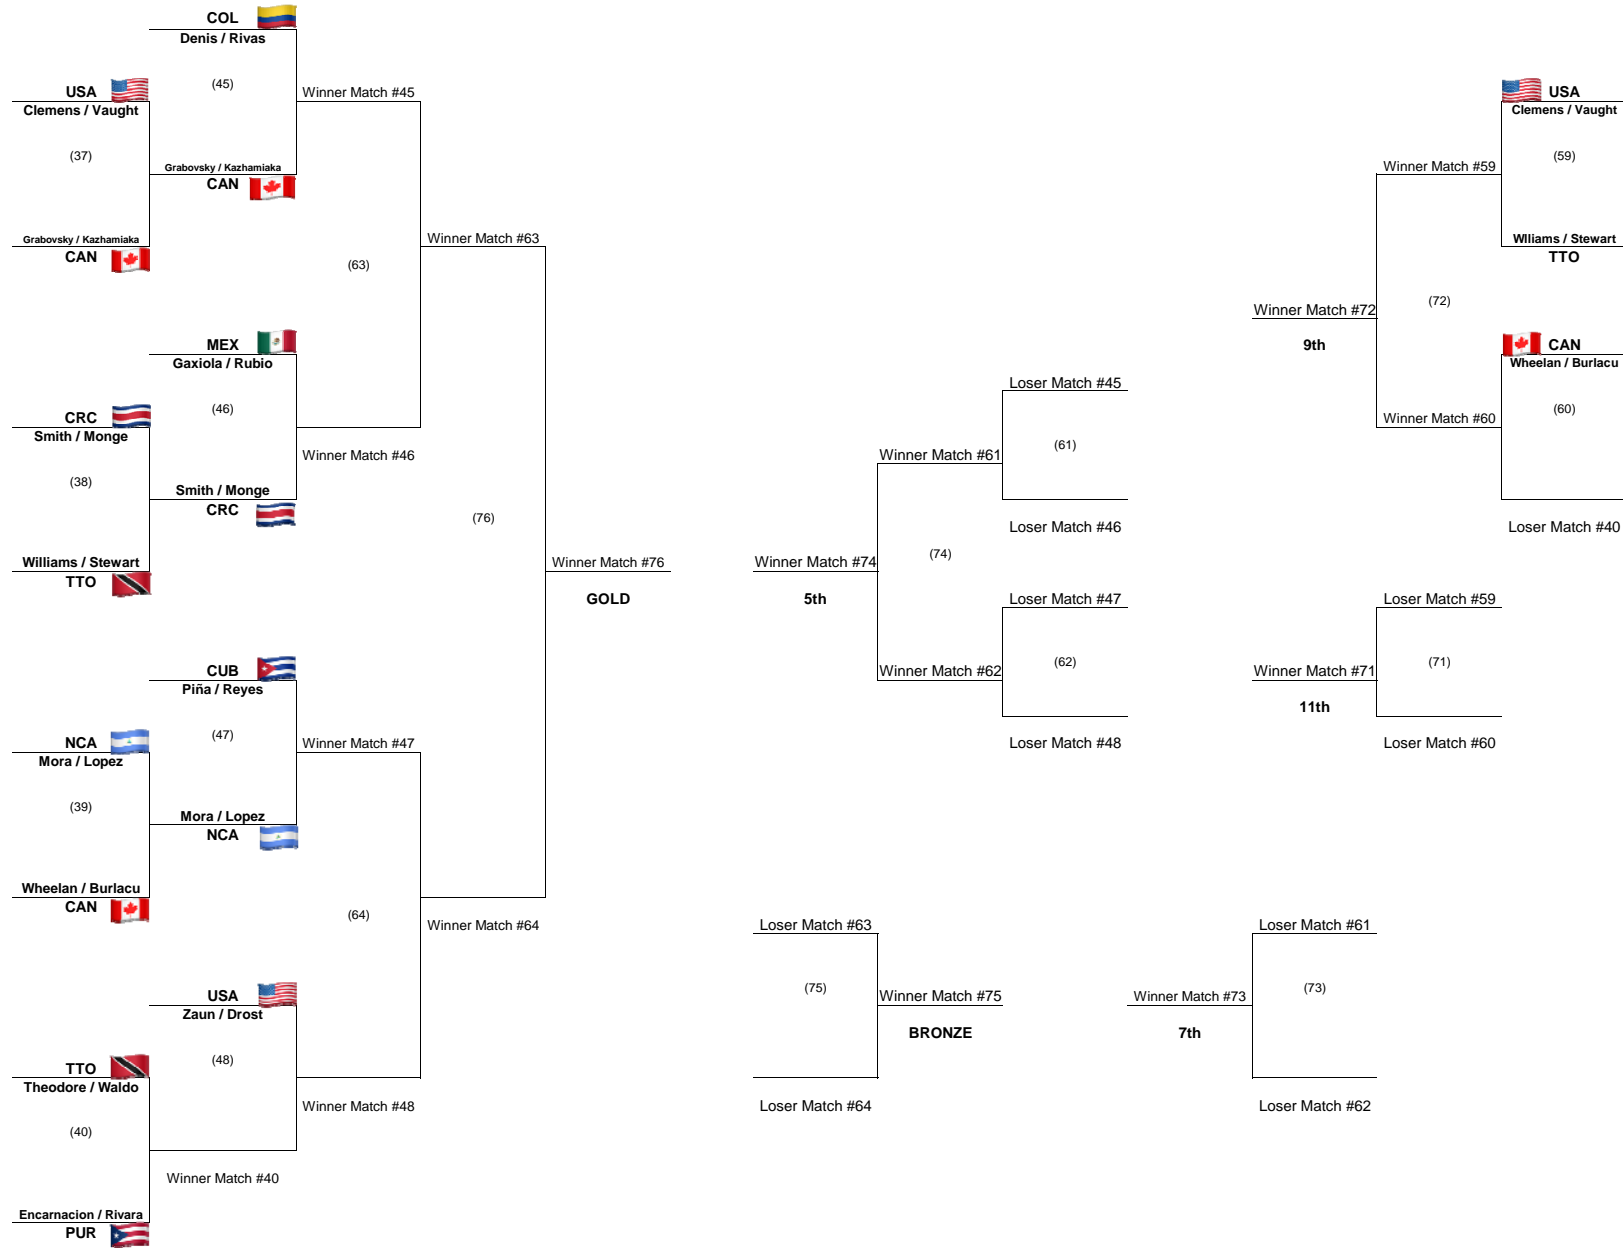 COL
Denis / Rivas
(45)
USA
Clemens / Vaught
Winner Match #45
(37)
Grabovsky / Kazhamiaka
CAN
Grabovsky / Kazhamiaka
CAN
Winner Match #63
(63)
MEX
Gaxiola / Rubio
(46)
CRC
Smith / Monge
Winner Match #46
(38)
Smith / Monge
CRC
(76)
Williams / Stewart
TTO
Winner Match #76
GOLD
CUB
Piña / Reyes
(47)
NCA
Mora / Lopez
Winner Match #47
(39)
Mora / Lopez
NCA
Wheelan / Burlacu
CAN
(64)
Winner Match #64
USA
Zaun / Drost
(48)
TTO
Theodore / Waldo
Winner Match #48
(40)
Winner Match #40
Encarnacion / Rivara
PUR
Loser Match #45
(61)
Winner Match #61
Loser Match #46
(74)
Winner Match #74
5th
Loser Match #47
(62)
Winner Match #62
Loser Match #48
Loser Match #63
(75)
Winner Match #75
BRONZE
Loser Match #64
USA
Clemens / Vaught
(59)
Winner Match #59
Wlliams / Stewart
TTO
(72)
Winner Match #72
9th
CAN
Wheelan / Burlacu
(60)
Winner Match #60
Loser Match #40
Loser Match #59
(71)
Winner Match #71
11th
Loser Match #60
Loser Match #61
(73)
Winner Match #73
7th
Loser Match #62